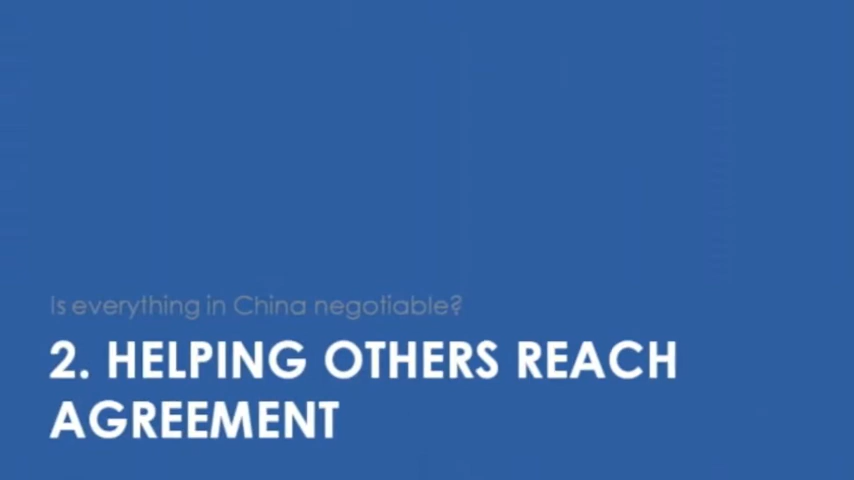 Is everything in China negotiable?
2. HELPING OTHERS REACH
AGREEMENT